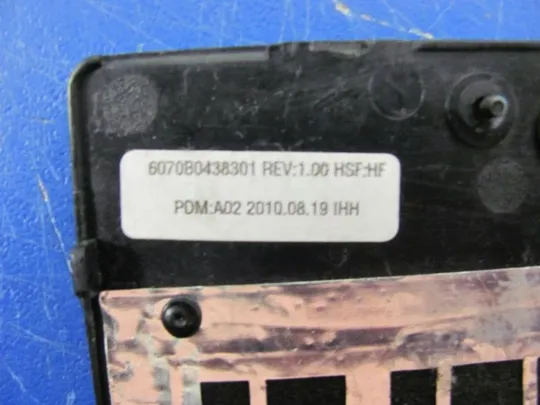 6070B0438301 REV:1.00 HSF:HF
PDM:A02 2010.08.19 IHH